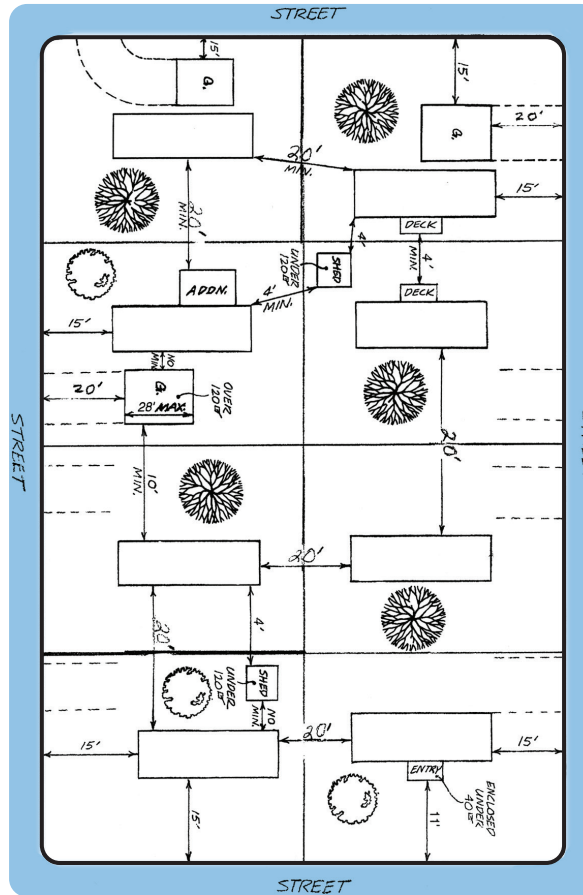 STREET
15'
G.
15'
G.
20'
20'
MIN.
15'
20'
MIN.
DECK
4'
4'
MIN.
SHED
UNDER
120
ADDN.
4'
MIN.
DECK
15'
NO
MIN.
20'
G.
28' MAX.
OVER
120
STREET
20'
10'
MIN.
20'
4'
20'
SHED
UNDER
120
NO
MIN.
20'
15'
15'
ENTRY
ENCLOSED
UNDER
40
15'
11'
STREET